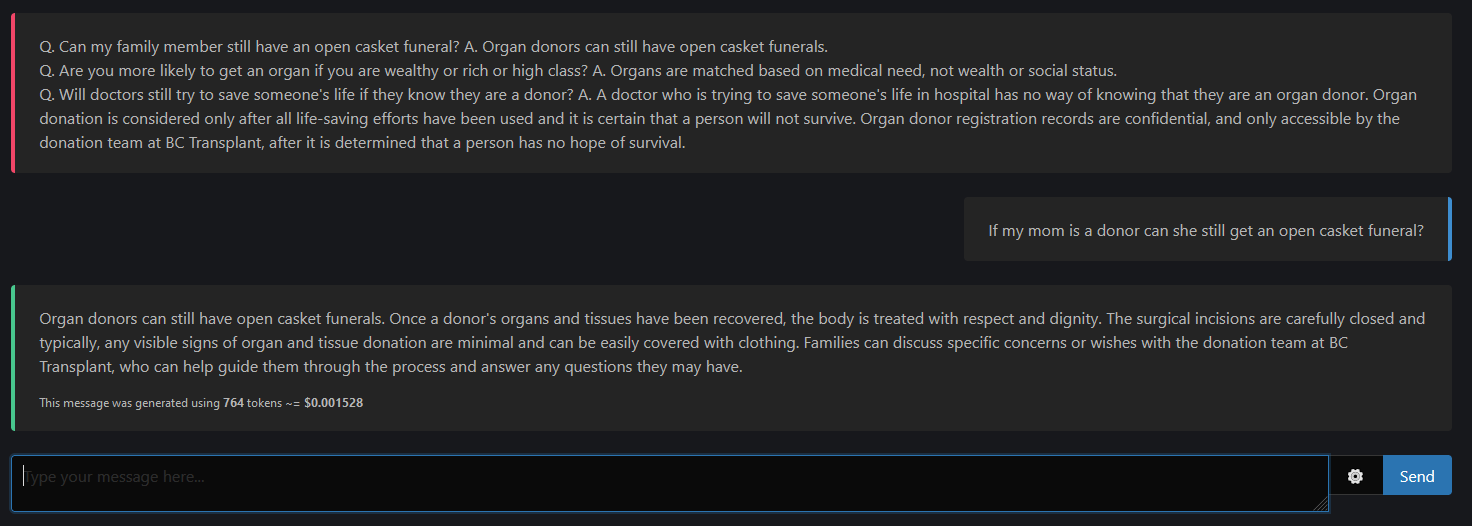 Q. Can my family member still have an open casket funeral? A. Organ donors can still have open casket funerals.
Q. Are you more likely to get an organ if you are wealthy or rich or high class? A. Organs are matched based on medical need, not wealth or social status.
Q. Will doctors still try to save someone's life if they know they are a donor? A. A doctor who is trying to save someone's life in hospital has no way of knowing that they are an organ donor. Organ
donation is considered only after all life-saving efforts have been used and it is certain that a person will not survive. Organ donor registration records are confidential, and only accessible by the
donation team at BC Transplant, after it is determined that a person has no hope of survival.
If my mom is a donor can she still get an open casket funeral?
Organ donors can still have open casket funerals. Once a donor's organs and tissues have been recovered, the body is treated with respect and dignity. The surgical incisions are carefully closed and
typically, any visible signs of organ and tissue donation are minimal and can be easily covered with clothing. Families can discuss specific concerns or wishes with the donation team at BC
Transplant, who can help guide them through the process and answer any questions they may have.
This message was generated using 764 tokens ~= $0.001528
Type your message here...
Send